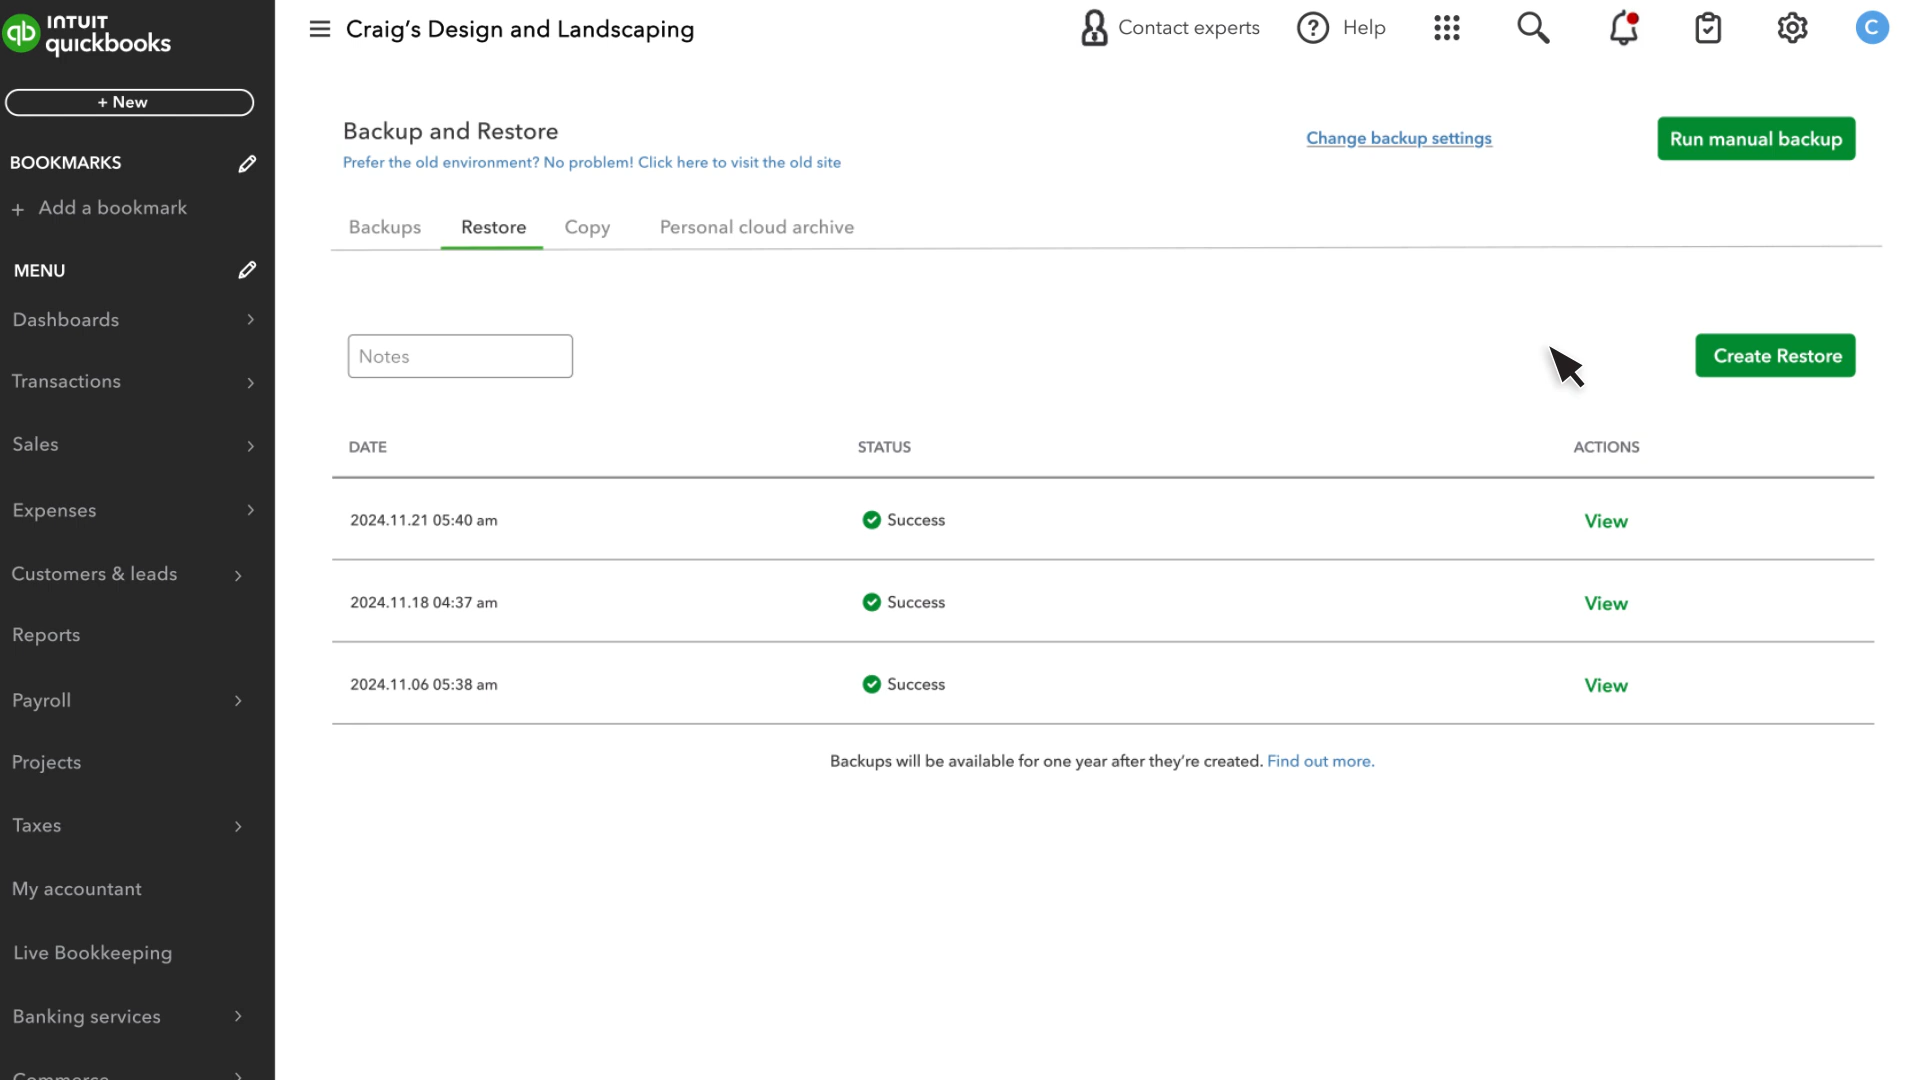 INTUIT
quickbooks
Craig's Design and Landscaping
Contact experts
Help
C
+ New
BOOKMARKS
+ Add a bookmark
MENU
Dashboards
Transactions
Sales
Expenses
Customers & leads
Reports
Payroll
Projects
Taxes
My accountant
Live Bookkeeping
Banking services
Commerce
Backup and Restore
Prefer the old environment? No problem! Click here to visit the old site
Change backup settings
Run manual backup
Backups Restore Copy Personal cloud archive
Notes
Create Restore
DATE STATUS ACTIONS
2024.11.21 05:40 am Success View
2024.11.18 04:37 am Success View
2024.11.06 05:38 am Success View
Backups will be available for one year after they're created. Find out more.